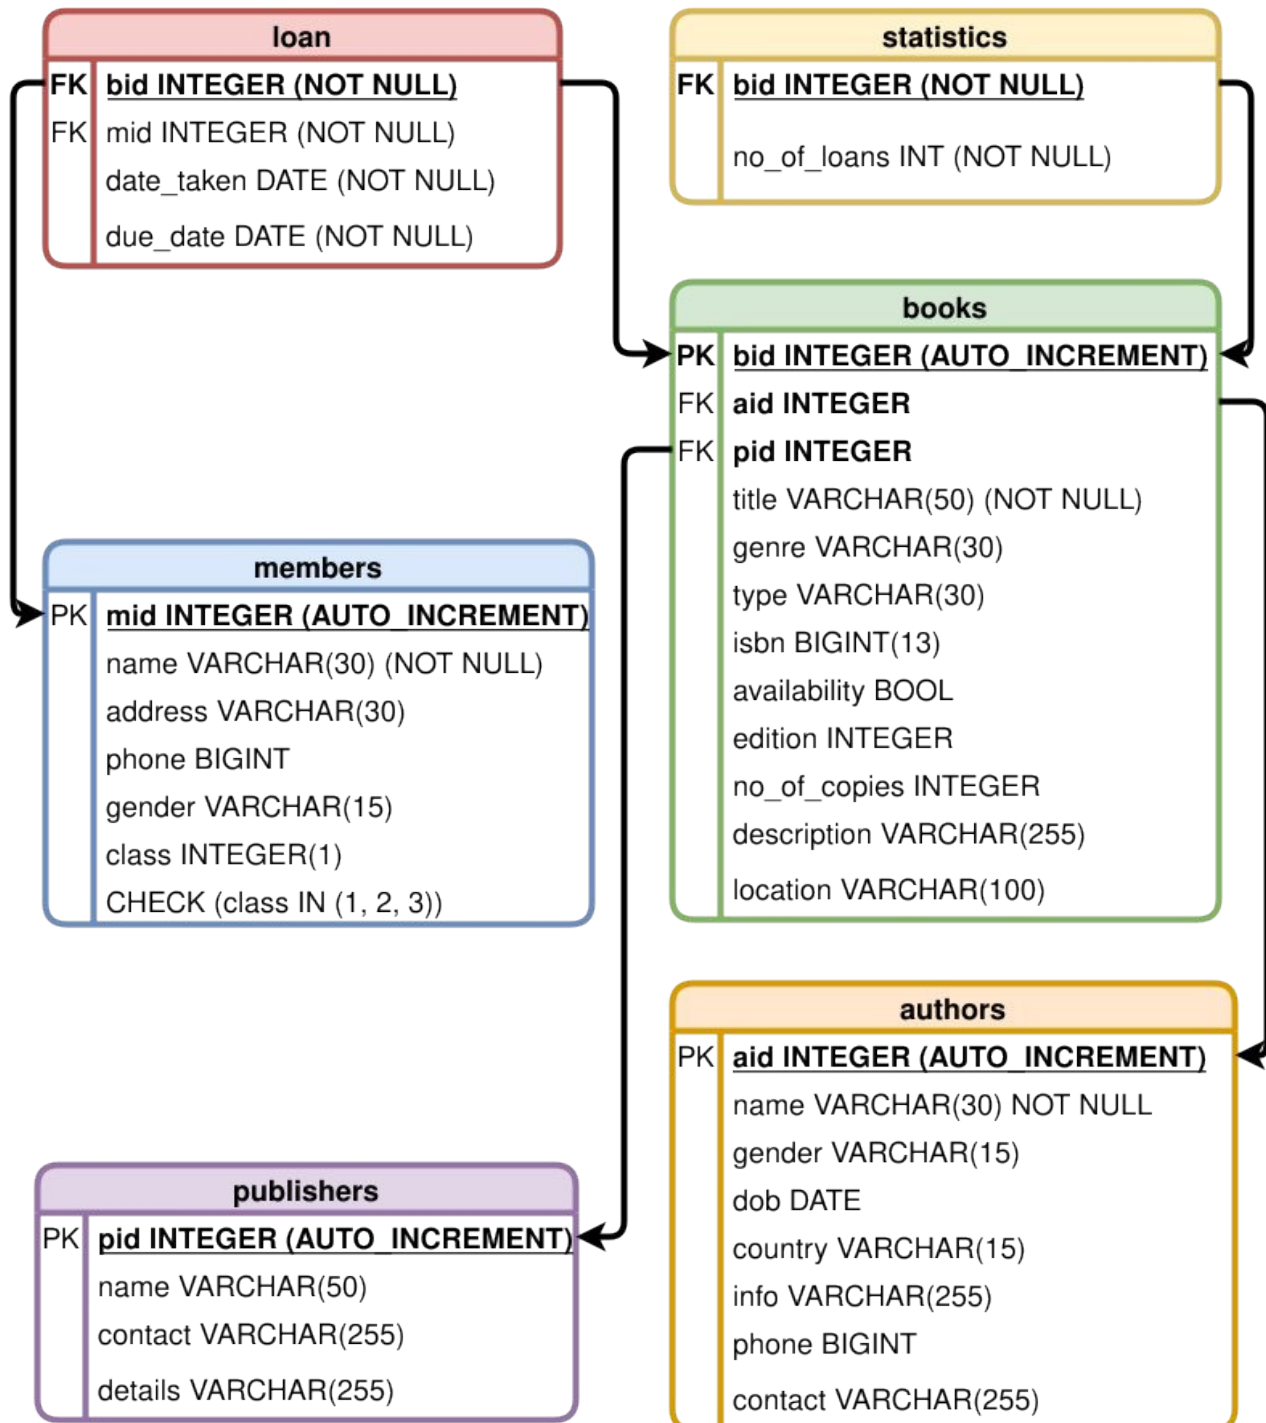 loan
FK bid INTEGER (NOT NULL)
FK mid INTEGER (NOT NULL)
date_taken DATE (NOT NULL)
due_date DATE (NOT NULL)
statistics
FK bid INTEGER (NOT NULL)
no_of_loans INT (NOT NULL)
books
PK bid INTEGER (AUTO_INCREMENT)
FK aid INTEGER
FK pid INTEGER
title VARCHAR(50) (NOT NULL)
genre VARCHAR(30)
type VARCHAR(30)
isbn BIGINT(13)
availability BOOL
edition INTEGER
no_of_copies INTEGER
description VARCHAR(255)
location VARCHAR(100)
members
PK mid INTEGER (AUTO_INCREMENT)
name VARCHAR(30) (NOT NULL)
address VARCHAR(30)
phone BIGINT
gender VARCHAR(15)
class INTEGER(1)
CHECK (class IN (1, 2, 3))
authors
PK aid INTEGER (AUTO_INCREMENT)
name VARCHAR(30) NOT NULL
gender VARCHAR(15)
dob DATE
country VARCHAR(15)
info VARCHAR(255)
phone BIGINT
contact VARCHAR(255)
publishers
PK pid INTEGER (AUTO_INCREMENT)
name VARCHAR(50)
contact VARCHAR(255)
details VARCHAR(255)